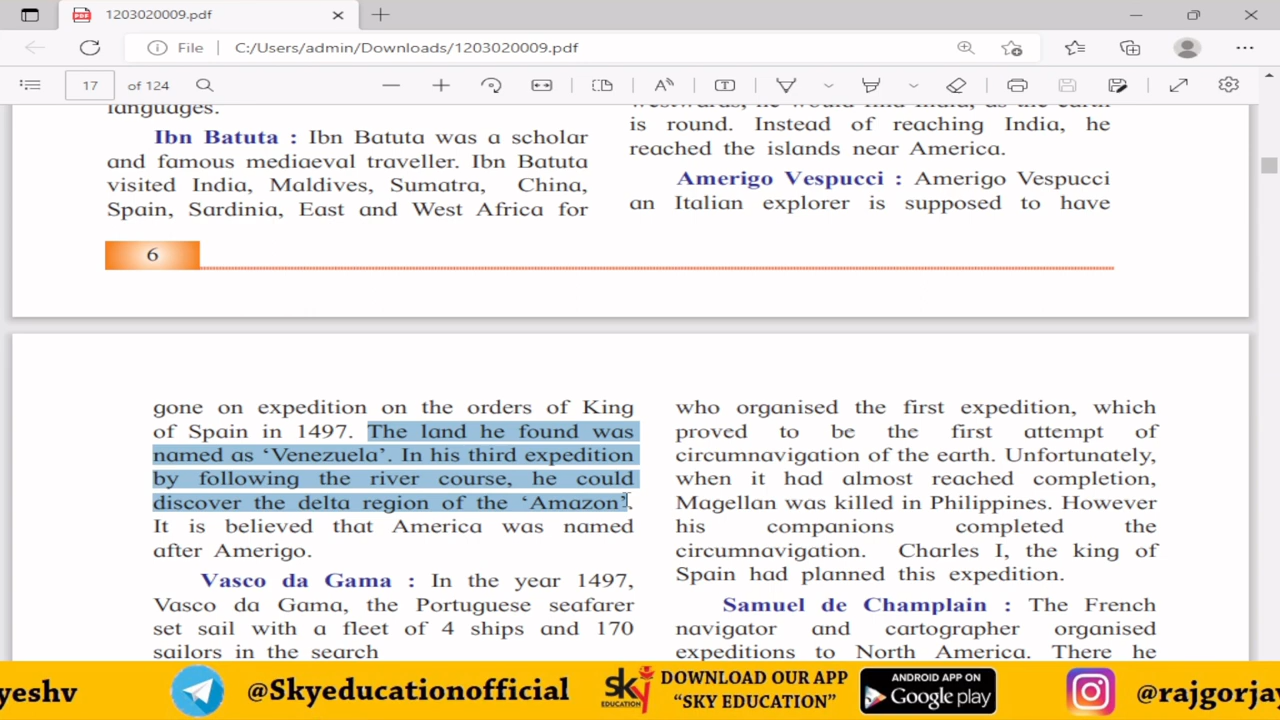 1203020009.pdf
File
C:/Users/admin/Downloads/1203020009.pdf
17
of 124
languages.
Ibn Batuta : Ibn Batuta was a scholar
and famous mediaeval traveller. Ibn Batuta
visited India, Maldives, Sumatra, China,
Spain, Sardinia, East and West Africa for
westwards, he would find India, as the earth
is round. Instead of reaching India, he
reached the islands near America.
Amerigo Vespucci : Amerigo Vespucci
an Italian explorer is supposed to have
6
gone on expedition on the orders of King
of Spain in 1497. The land he found was
named as ‘Venezuela’. In his third expedition
by following the river course, he could
discover the delta region of the ‘Amazon’.
It is believed that America was named
after Amerigo.
Vasco da Gama : In the year 1497,
Vasco da Gama, the Portuguese seafarer
set sail with a fleet of 4 ships and 170
sailors in the search
who organised the first expedition, which
proved to be the first attempt of
circumnavigation of the earth. Unfortunately,
when it had almost reached completion,
Magellan was killed in Philippines. However
his companions completed the
circumnavigation. Charles I, the king of
Spain had planned this expedition.
Samuel de Champlain : The French
navigator and cartographer organised
expeditions to North America. There he
yeshv
@Skyeducationofficial
sky
EDUCATION
DOWNLOAD OUR APP
“SKY EDUCATION”
ANDROID APP ON
Google play
@rajgorjay